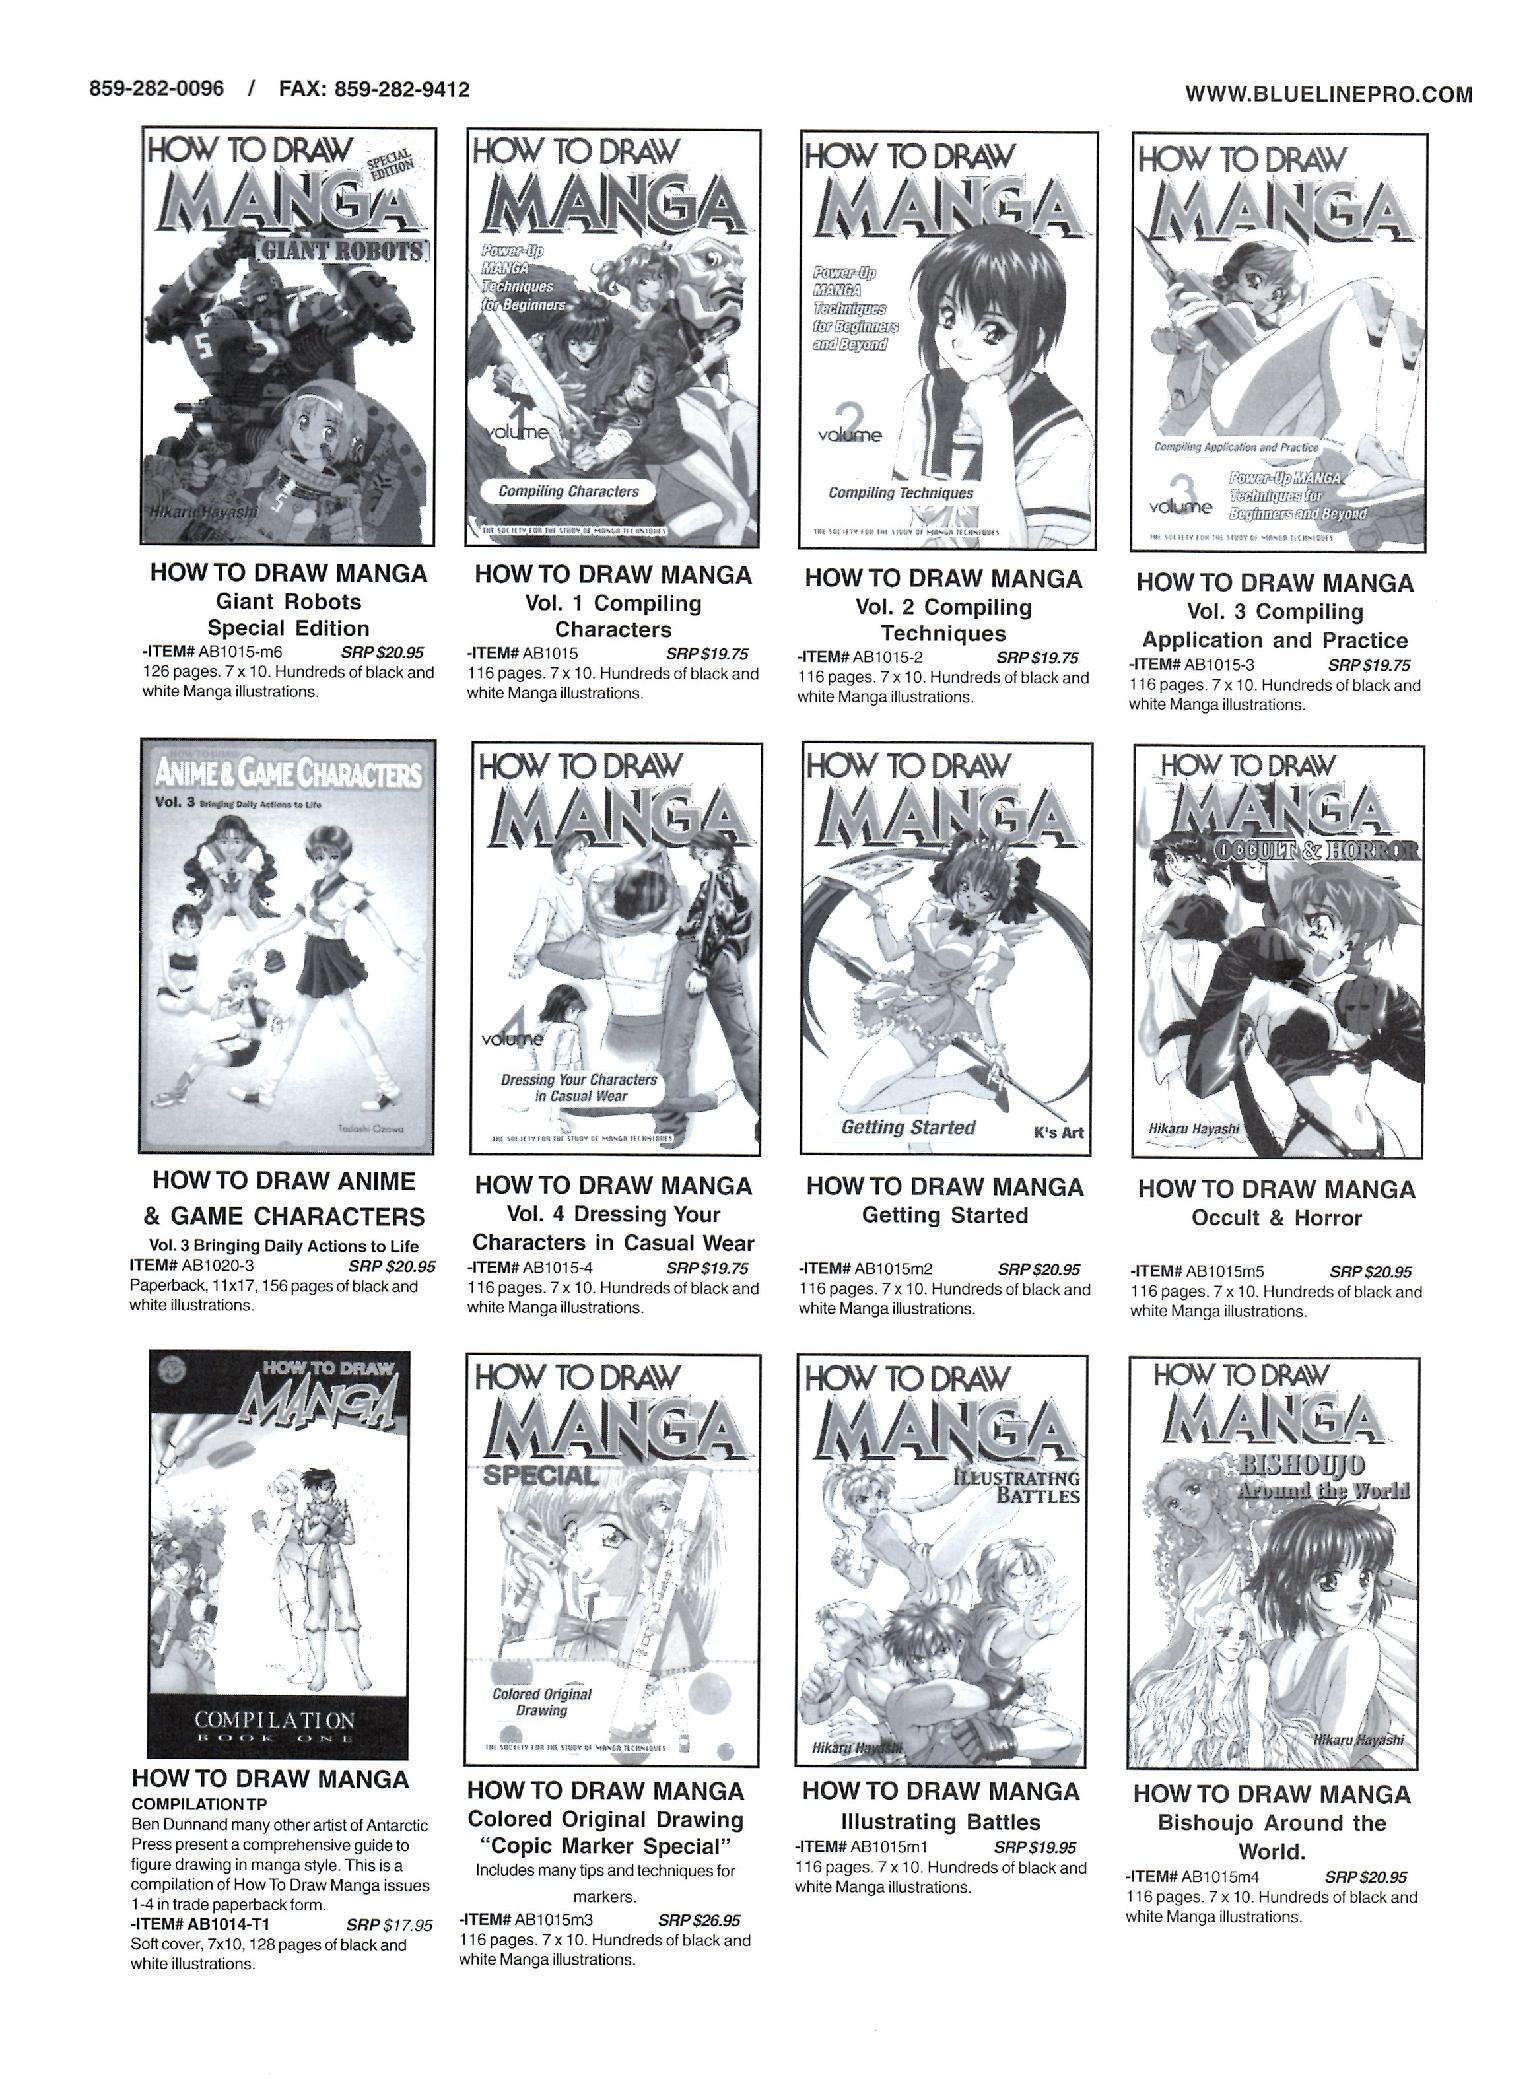 859-282-0096 / FAX: 859-282-9412
WWW.BLUELINEPRO.COM
HOW TO DRAW
MANGA
SPECIAL
EDITION
GIANT ROBOTS
Hikaru Hayashi
HOW TO DRAW MANGA
Giant Robots
Special Edition
-ITEM# AB1015-m6 SRP $20.95
126 pages. 7 x 10. Hundreds of black and
white Manga illustrations.
HOW TO DRAW
MANGA
Power-Up
MANGA
Techniques
for Beginners
1
volume
Compiling Characters
THE SOCIETY FOR THE STUDY OF MANGA TECHNIQUES
HOW TO DRAW MANGA
Vol. 1 Compiling
Characters
-ITEM# AB1015 SRP $19.75
116 pages. 7 x 10. Hundreds of black and
white Manga illustrations.
HOW TO DRAW
MANGA
Power-Up
MANGA
Techniques
for Beginners
and Beyond
2
volume
Compiling Techniques
THE SOCIETY FOR THE STUDY OF MANGA TECHNIQUES
HOW TO DRAW MANGA
Vol. 2 Compiling
Techniques
-ITEM# AB1015-2 SRP $19.75
116 pages. 7 x 10. Hundreds of black and
white Manga illustrations.
HOW TO DRAW
MANGA
Compiling Application and Practice
3
volume
Power-Up MANGA
Techniques for
Beginners and Beyond
THE SOCIETY FOR THE STUDY OF MANGA TECHNIQUES
HOW TO DRAW MANGA
Vol. 3 Compiling
Application and Practice
-ITEM# AB1015-3 SRP $19.75
116 pages. 7 x 10. Hundreds of black and
white Manga illustrations.
HOW TO DRAW
ANIME & GAME CHARACTERS
Vol. 3 Bringing Daily Actions to Life
Tadashi Ozawa
HOW TO DRAW ANIME
& GAME CHARACTERS
Vol. 3 Bringing Daily Actions to Life
ITEM# AB1020-3 SRP $20.95
Paperback, 11x17, 156 pages of black and
white illustrations.
HOW TO DRAW
MANGA
4
volume
Dressing Your Characters
in Casual Wear
THE SOCIETY FOR THE STUDY OF MANGA TECHNIQUES
HOW TO DRAW MANGA
Vol. 4 Dressing Your
Characters in Casual Wear
-ITEM# AB1015-4 SRP $19.75
116 pages. 7 x 10. Hundreds of black and
white Manga illustrations.
HOW TO DRAW
MANGA
Getting Started
K's Art
HOW TO DRAW MANGA
Getting Started
-ITEM# AB1015m2 SRP $20.95
116 pages. 7 x 10. Hundreds of black and
white Manga illustrations.
HOW TO DRAW
MANGA
OCCULT & HORROR
Hikaru Hayashi
HOW TO DRAW MANGA
Occult & Horror
-ITEM# AB1015m5 SRP $20.95
116 pages. 7 x 10. Hundreds of black and
white Manga illustrations.
HOW TO DRAW
MANGA
COMPILATION
BOOK ONE
HOW TO DRAW MANGA
COMPILATION TP
Ben Dunnand many other artist of Antarctic
Press present a comprehensive guide to
figure drawing in manga style. This is a
compilation of How To Draw Manga issues
1-4 in trade paperback form.
-ITEM# AB1014-T1 SRP $17.95
Soft cover, 7x10, 128 pages of black and
white illustrations.
HOW TO DRAW
MANGA
SPECIAL
Colored Original
Drawing
THE SOCIETY FOR THE STUDY OF MANGA TECHNIQUES
HOW TO DRAW MANGA
Colored Original Drawing
“Copic Marker Special”
Includes many tips and techniques for
markers.
-ITEM# AB1015m3 SRP $26.95
116 pages. 7 x 10. Hundreds of black and
white Manga illustrations.
HOW TO DRAW
MANGA
ILLUSTRATING
BATTLES
Hikaru Hayashi
HOW TO DRAW MANGA
Illustrating Battles
-ITEM# AB1015m1 SRP $19.95
116 pages. 7 x 10. Hundreds of black and
white Manga illustrations.
HOW TO DRAW
MANGA
BISHOUJO
Around the World
Hikaru Hayashi
HOW TO DRAW MANGA
Bishoujo Around the
World.
-ITEM# AB1015m4 SRP $20.95
116 pages. 7 x 10. Hundreds of black and
white Manga illustrations.